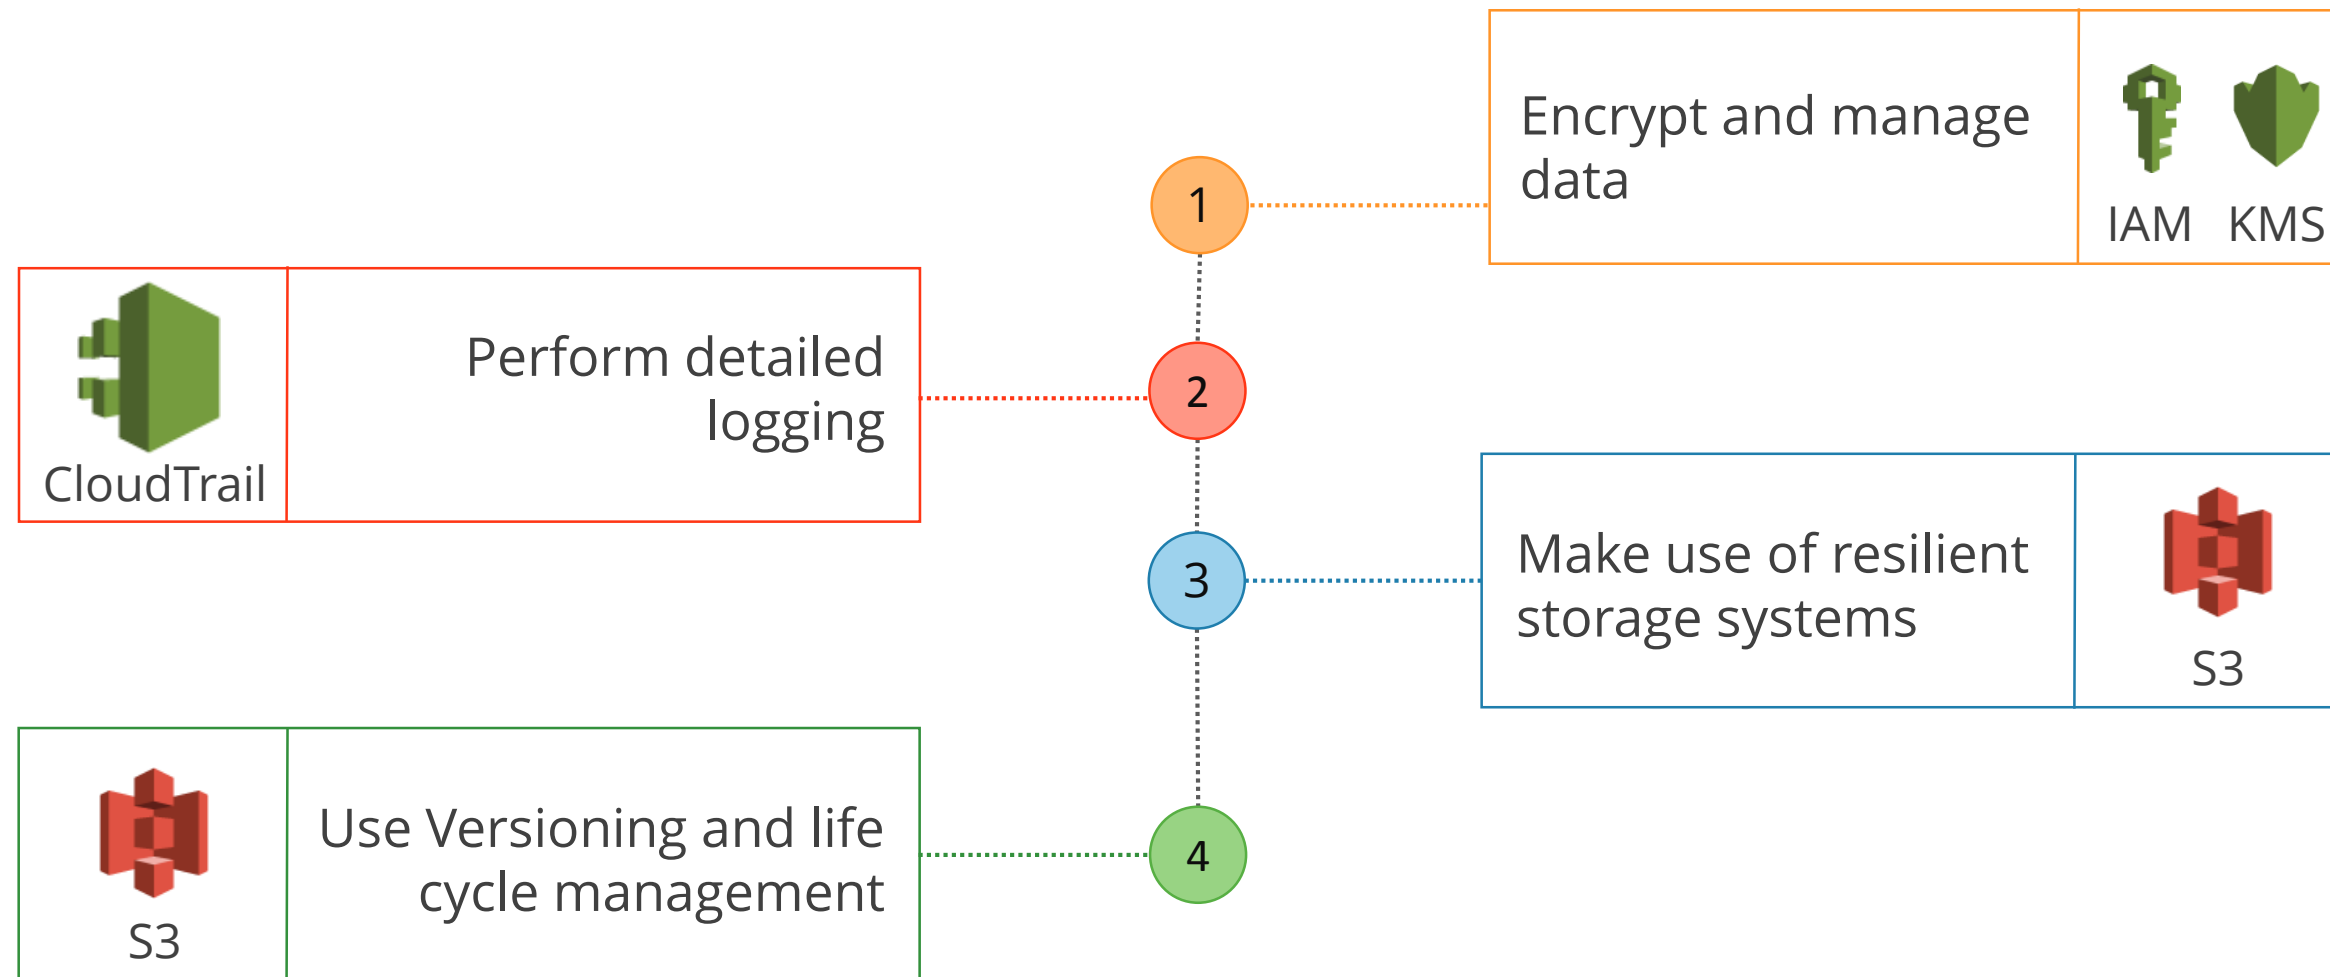 1
Encrypt and manage
data
IAM KMS
2
Perform detailed
logging
CloudTrail
3
Make use of resilient
storage systems
S3
4
Use Versioning and life
cycle management
S3